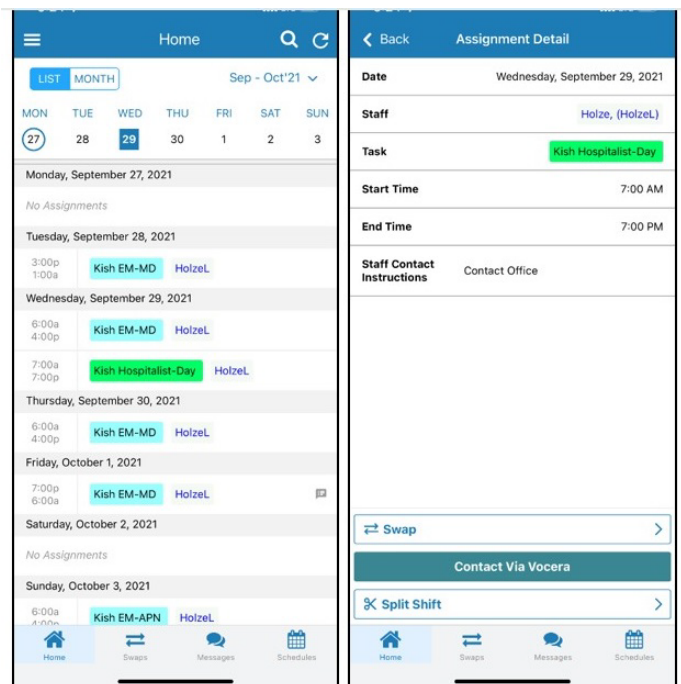 Home
LIST MONTH Sep - Oct'21
MON TUE WED THU FRI SAT SUN
27 28 29 30 1 2 3
Monday, September 27, 2021
No Assignments
Tuesday, September 28, 2021
3:00p
1:00a
Kish EM-MD HolzeL
Wednesday, September 29, 2021
6:00a
4:00p
Kish EM-MD HolzeL
7:00a
7:00p
Kish Hospitalist-Day HolzeL
Thursday, September 30, 2021
6:00a
4:00p
Kish EM-MD HolzeL
Friday, October 1, 2021
7:00p
6:00a
Kish EM-MD HolzeL
Saturday, October 2, 2021
No Assignments
Sunday, October 3, 2021
6:00a
4:00p
Kish EM-APN HolzeL
Home Swaps Messages Schedules
Back Assignment Detail
Date Wednesday, September 29, 2021
Staff Holze, (HolzeL)
Task Kish Hospitalist-Day
Start Time 7:00 AM
End Time 7:00 PM
Staff Contact
Instructions
Contact Office
Swap
Contact Via Vocera
Split Shift
Home Swaps Messages Schedules